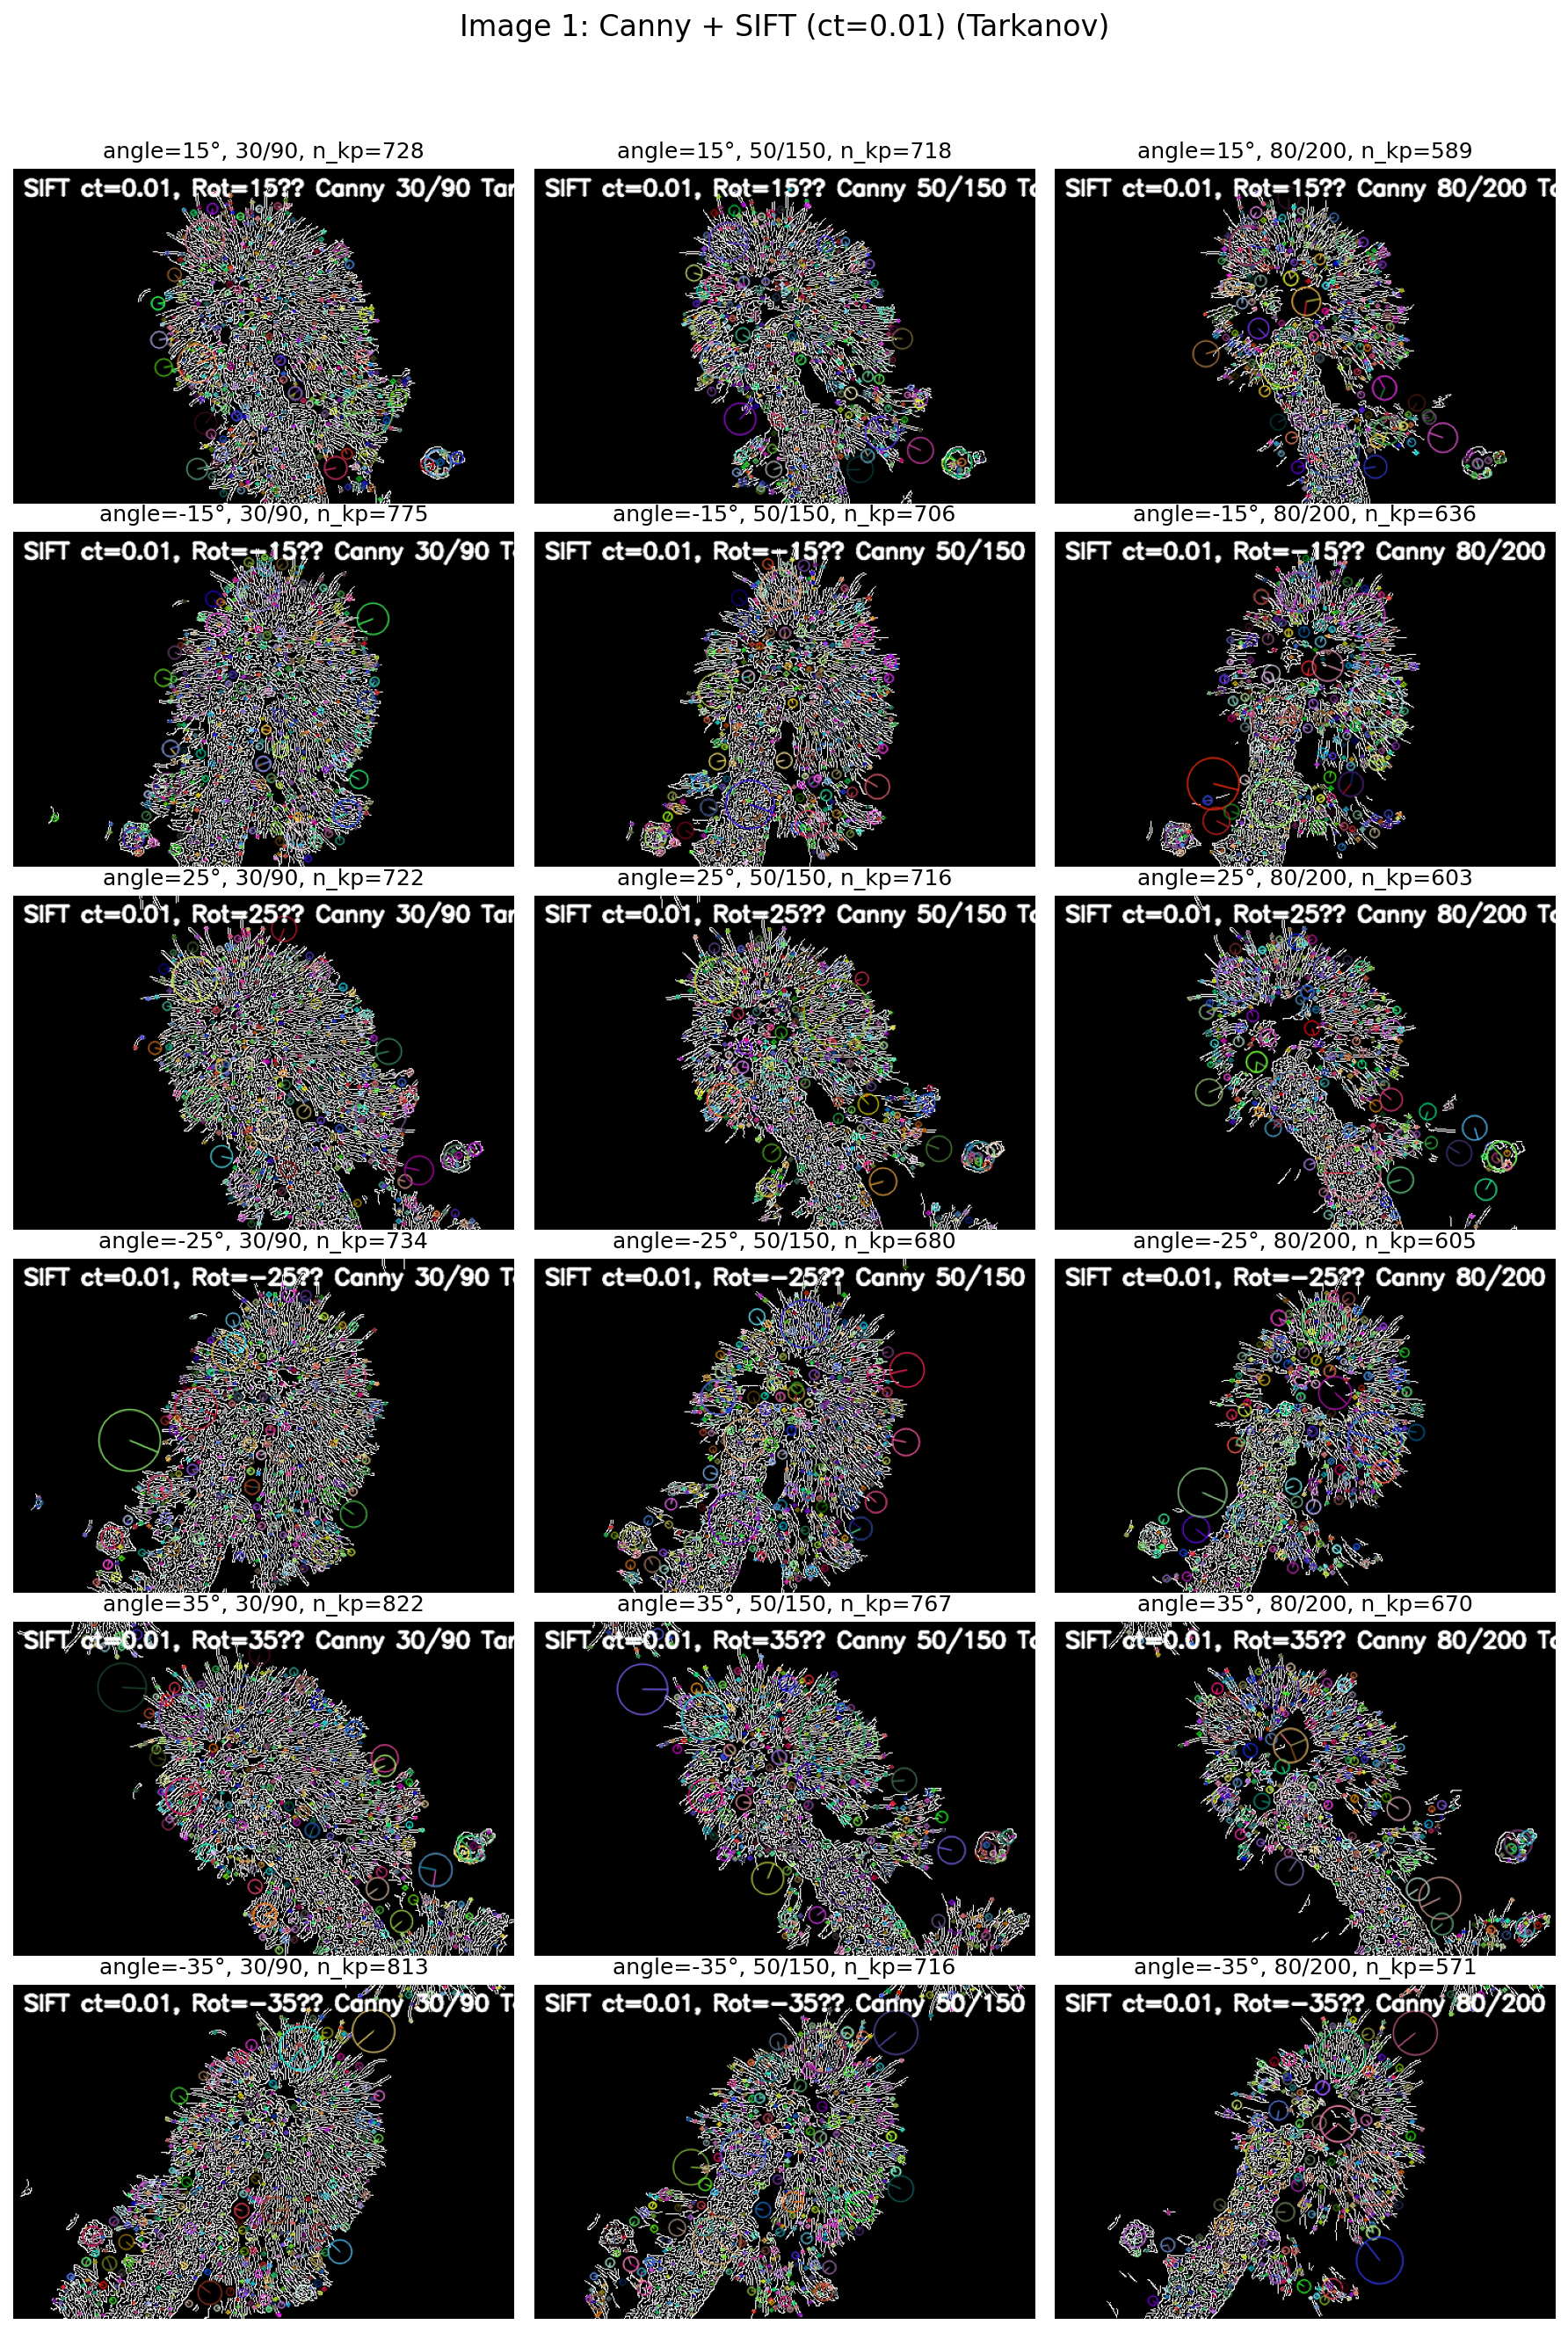 Image 1: Canny + SIFT (ct=0.01) (Tarkanov)
angle=15°, 30/90, n_kp=728
angle=15°, 50/150, n_kp=718
angle=15°, 80/200, n_kp=589
SIFT ct=0.01, Rot=15?? Canny 30/90 Tar
SIFT ct=0.01, Rot=15?? Canny 50/150 Ta
SIFT ct=0.01, Rot=15?? Canny 80/200 Ta
angle=-15°, 30/90, n_kp=775
angle=-15°, 50/150, n_kp=706
angle=-15°, 80/200, n_kp=636
SIFT ct=0.01, Rot=-15?? Canny 30/90 Ta
SIFT ct=0.01, Rot=-15?? Canny 50/150
SIFT ct=0.01, Rot=-15?? Canny 80/200
angle=25°, 30/90, n_kp=722
angle=25°, 50/150, n_kp=716
angle=25°, 80/200, n_kp=603
SIFT ct=0.01, Rot=25?? Canny 30/90 Tar
SIFT ct=0.01, Rot=25?? Canny 50/150 Ta
SIFT ct=0.01, Rot=25?? Canny 80/200 Ta
angle=-25°, 30/90, n_kp=734
angle=-25°, 50/150, n_kp=680
angle=-25°, 80/200, n_kp=605
SIFT ct=0.01, Rot=-25?? Canny 30/90 Ta
SIFT ct=0.01, Rot=-25?? Canny 50/150
SIFT ct=0.01, Rot=-25?? Canny 80/200
angle=35°, 30/90, n_kp=822
angle=35°, 50/150, n_kp=767
angle=35°, 80/200, n_kp=670
SIFT ct=0.01, Rot=35?? Canny 30/90 Tar
SIFT ct=0.01, Rot=35?? Canny 50/150 Ta
SIFT ct=0.01, Rot=35?? Canny 80/200 Ta
angle=-35°, 30/90, n_kp=813
angle=-35°, 50/150, n_kp=716
angle=-35°, 80/200, n_kp=571
SIFT ct=0.01, Rot=-35?? Canny 30/90 Ta
SIFT ct=0.01, Rot=-35?? Canny 50/150
SIFT ct=0.01, Rot=-35?? Canny 80/200